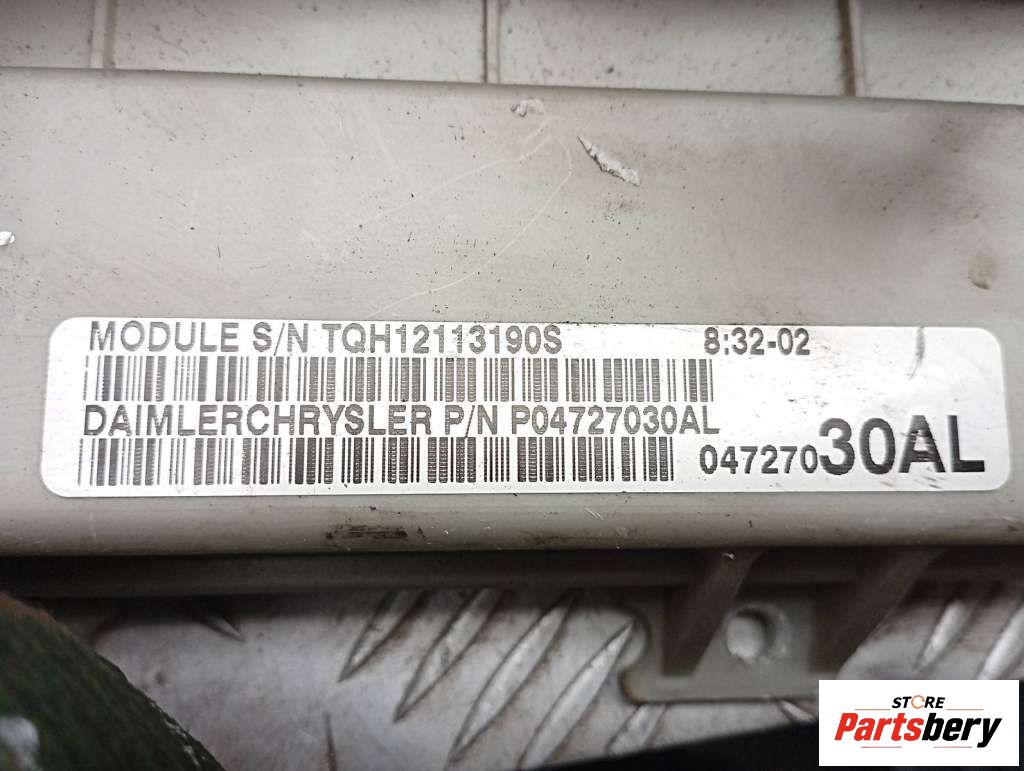 MODULE S/N TQH12113190S 8:32-02
DAIMLERCHRYSLER P/N P04727030AL
04727030AL
STORE
Partsbery